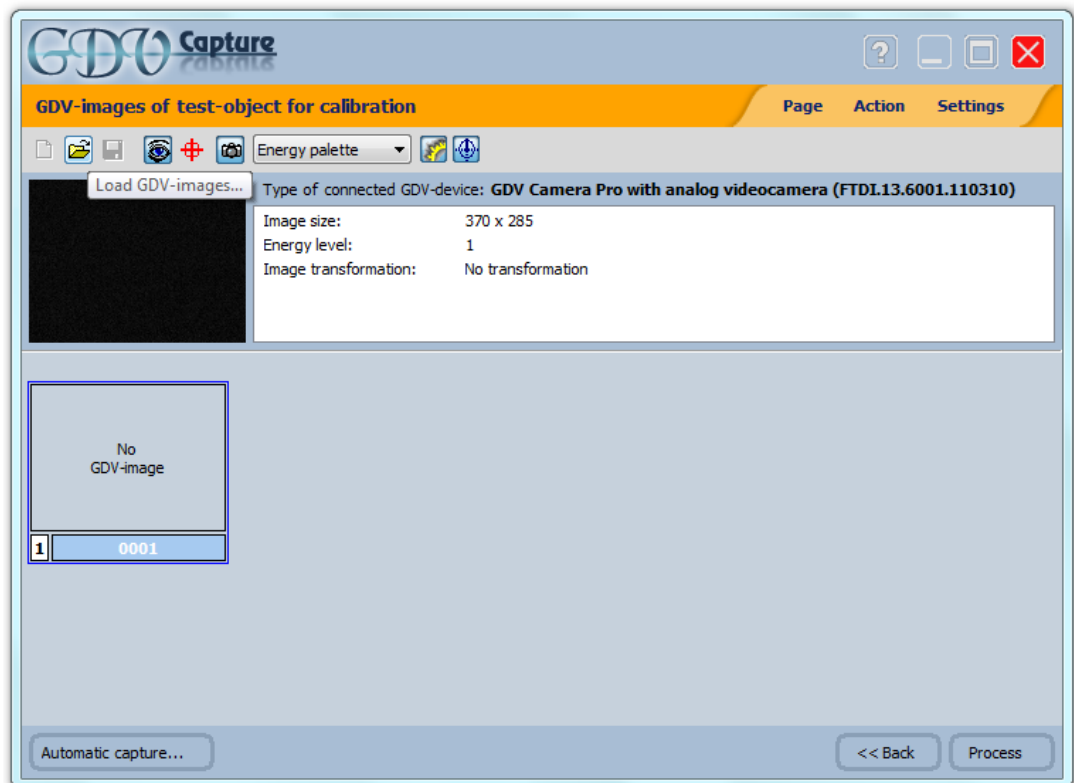 GDV Capture
GDV-images of test-object for calibration Page Action Settings
Energy palette
Load GDV-images...
Type of connected GDV-device: GDV Camera Pro with analog videocamera (FTDI.13.6001.110310)
Image size: 370 x 285
Energy level: 1
Image transformation: No transformation
No
GDV-image
1 0001
Automatic capture... << Back Process